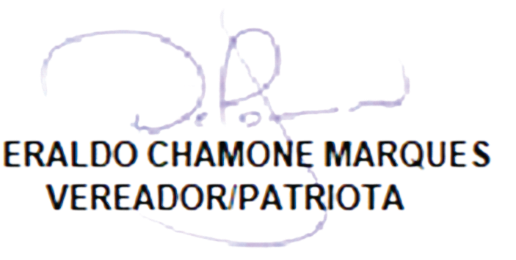 ERALDO CHAMONE MARQUES
VEREADOR/PATRIOTA